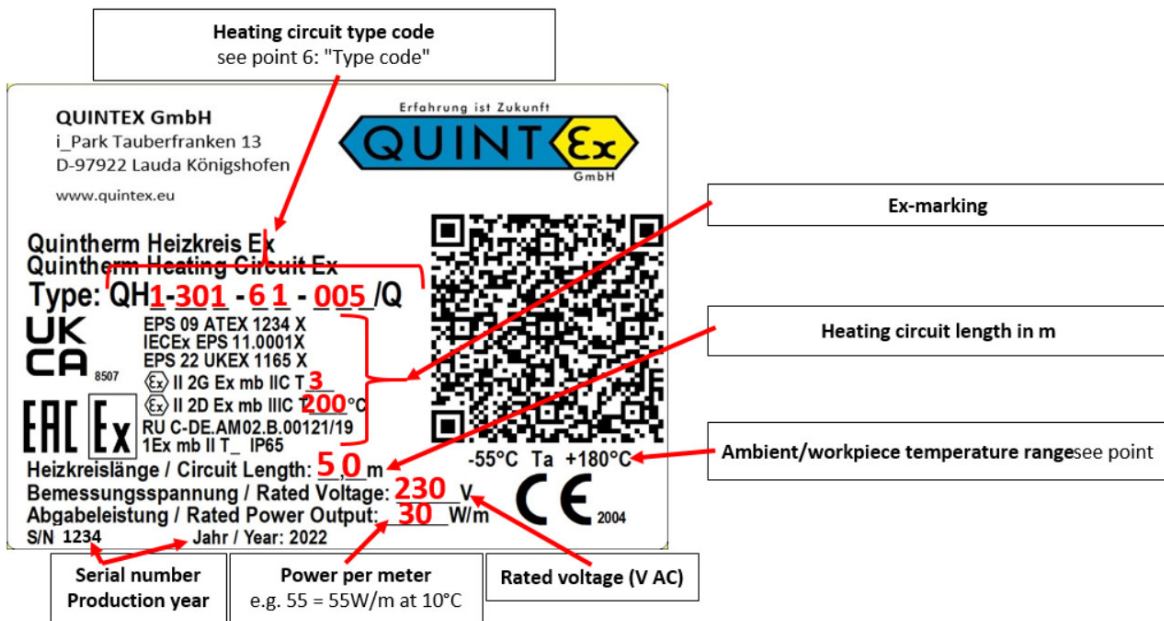 Heating circuit type code
see point 6: "Type code"
QUINTEX GmbH
i_Park Tauberfranken 13
D-97922 Lauda Königshofen
www.quintex.eu
Erfahrung ist Zukunft
QUINTEx
GmbH
Ex-marking
Quintherm Heizkreis Ex
Quintherm Heating Circuit Ex
Type: QH1-301-61-005/Q
UK
CA 8507
EPS 09 ATEX 1234 X
IECEx EPS 11.0001X
EPS 22 UKEX 1165 X
Ex II 2G Ex mb IIC T 3
Ex II 2D Ex mb IIIC T 200°C
RU C-DE.AM02.B.00121/19
1Ex mb II T_ IP65
EAC Ex
Heating circuit length in m
-55°C Ta +180°C
Ambient/workpiece temperature rangesee point
Heizkreislänge / Circuit Length: 5,0 m
Bemessungsspannung / Rated Voltage: 230 V
Abgabeleistung / Rated Power Output: 30 W/m
CE 2004
S/N 1234 Jahr / Year: 2022
Serial number
Production year
Power per meter
e.g. 55 = 55W/m at 10°C
Rated voltage (V AC)